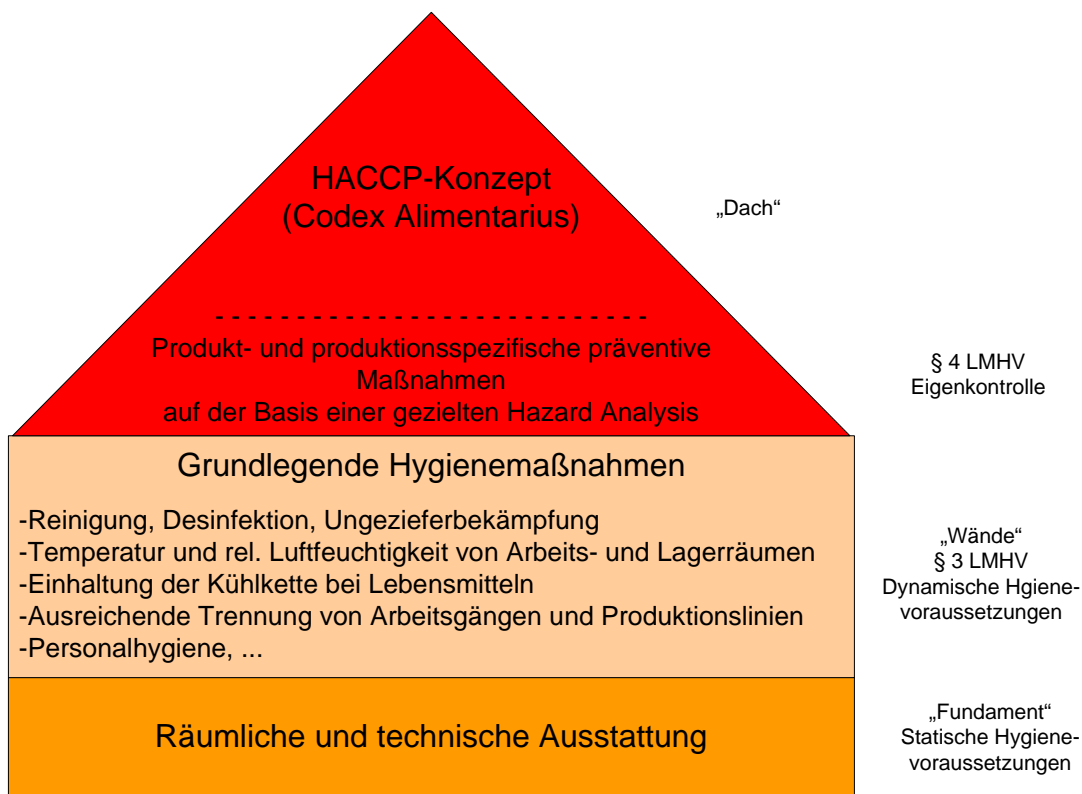 HACCP-Konzept
(Codex Alimentarius)
„Dach“
- - - - - - - - - - - - - - - - - - - - - - - - - - -
Produkt- und produktionsspezifische präventive
Maßnahmen
auf der Basis einer gezielten Hazard Analysis
§ 4 LMHV
Eigenkontrolle
Grundlegende Hygienemaßnahmen
-Reinigung, Desinfektion, Ungezieferbekämpfung
-Temperatur und rel. Luftfeuchtigkeit von Arbeits- und Lagerräumen
-Einhaltung der Kühlkette bei Lebensmitteln
-Ausreichende Trennung von Arbeitsgängen und Produktionslinien
-Personalhygiene, ...
„Wände“
§ 3 LMHV
Dynamische Hgiene-
voraussetzungen
Räumliche und technische Ausstattung
„Fundament“
Statische Hygiene-
voraussetzungen